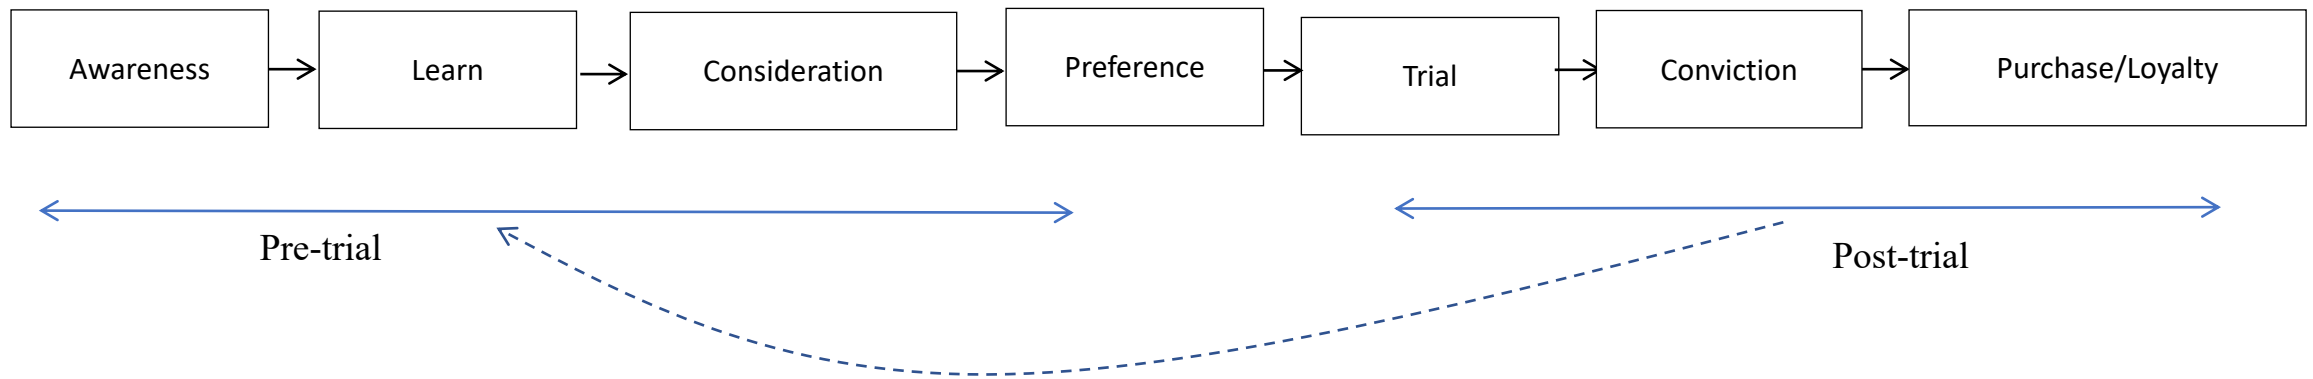 Awareness
Learn
Consideration
Preference
Trial
Conviction
Purchase/Loyalty
Pre-trial
Post-trial